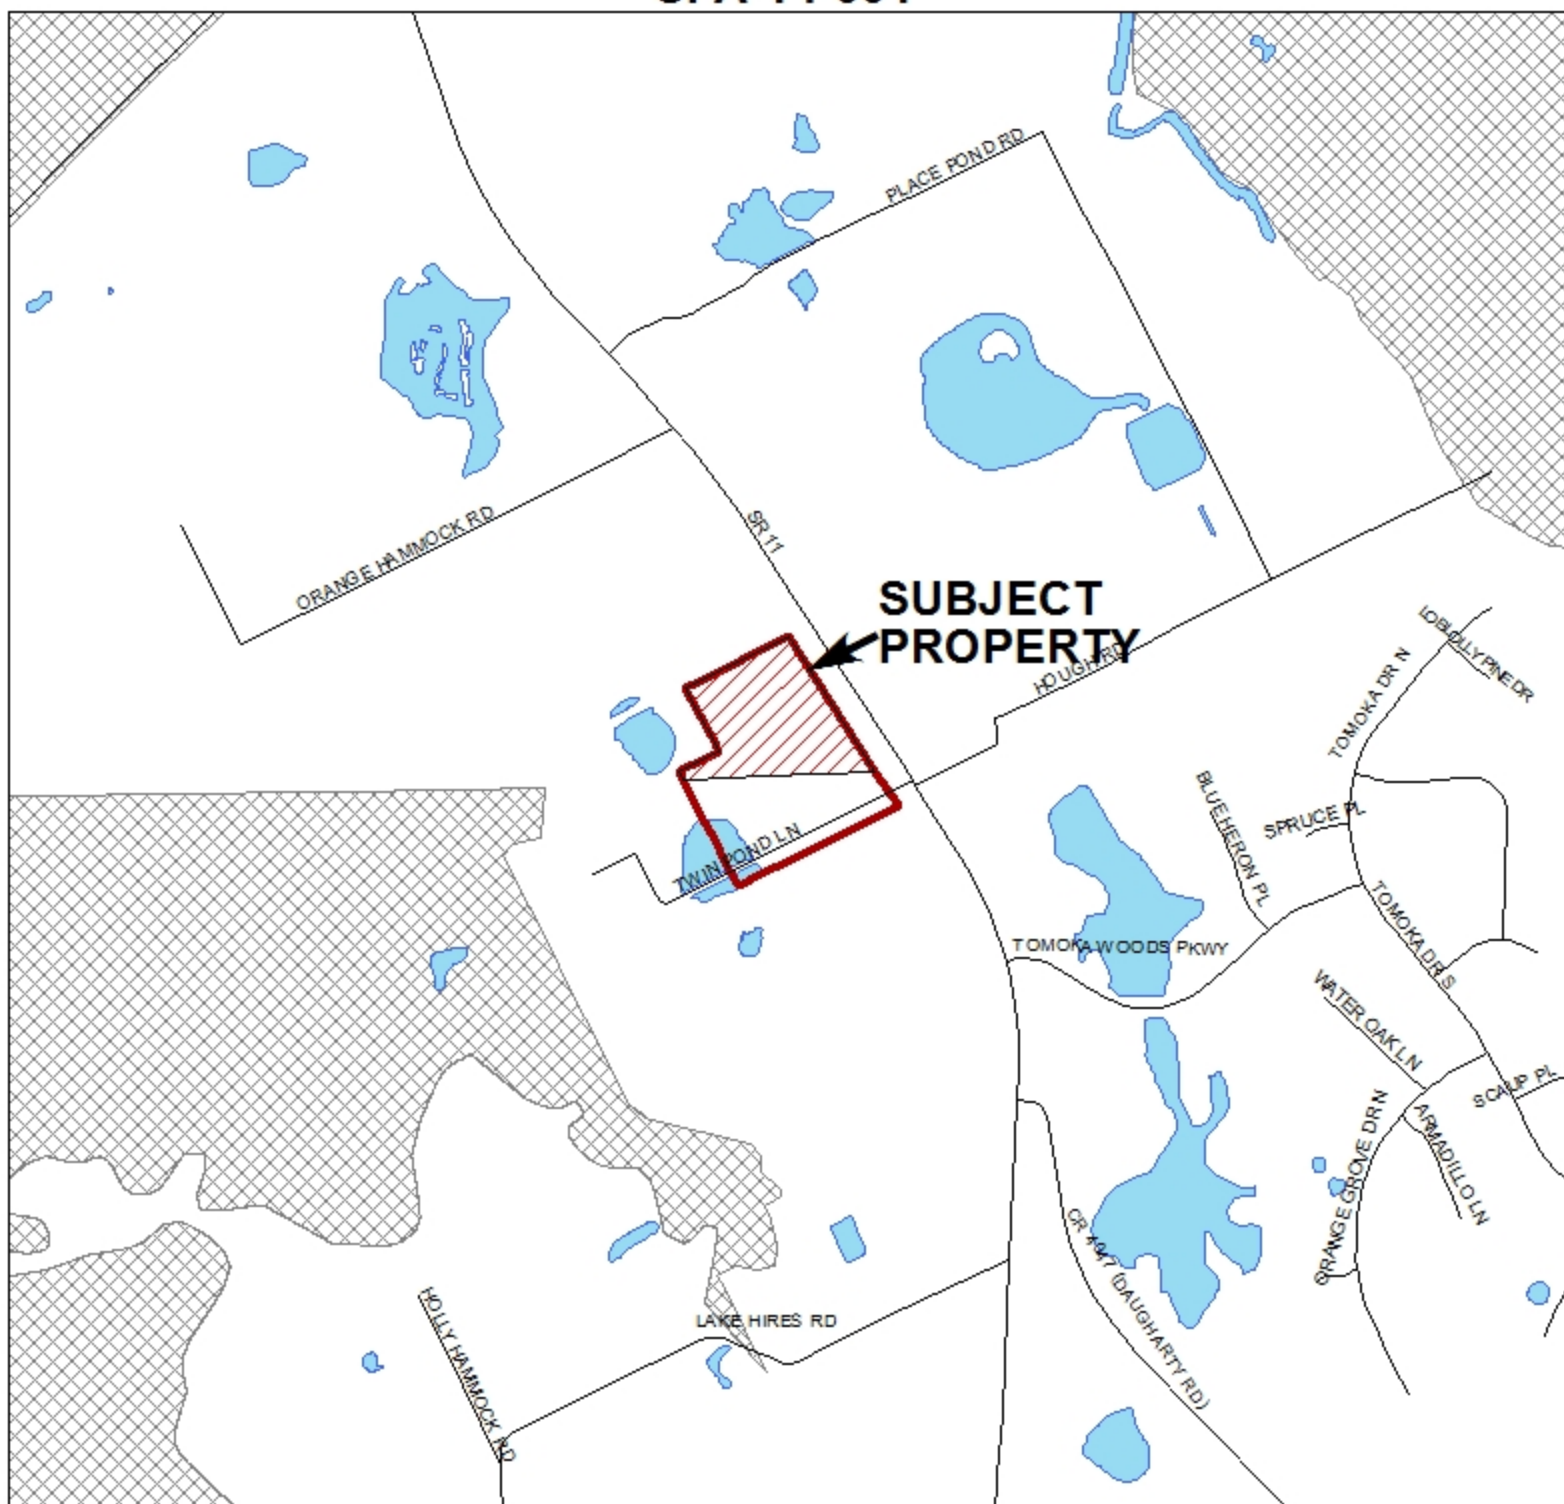 PLACE POND RD
ORANGE HAMMOCK RD
SR 11
SUBJECT
PROPERTY
HOUGH RD
LOBLOLLY PINE DR
TOMOKA DR N
BLUE HERON PL
SPRUCE PL
TWIN POND LN
TOMOKA WOODS PKWY
TOMOKA DR S
WATER OAK LN
SCAUP PL
ORANGE GROVE DR N
ARMADILLO LN
CR 4047 (DAUGHARTY RD)
HOLLY HAMMOCK RD
LAKE HIRES RD